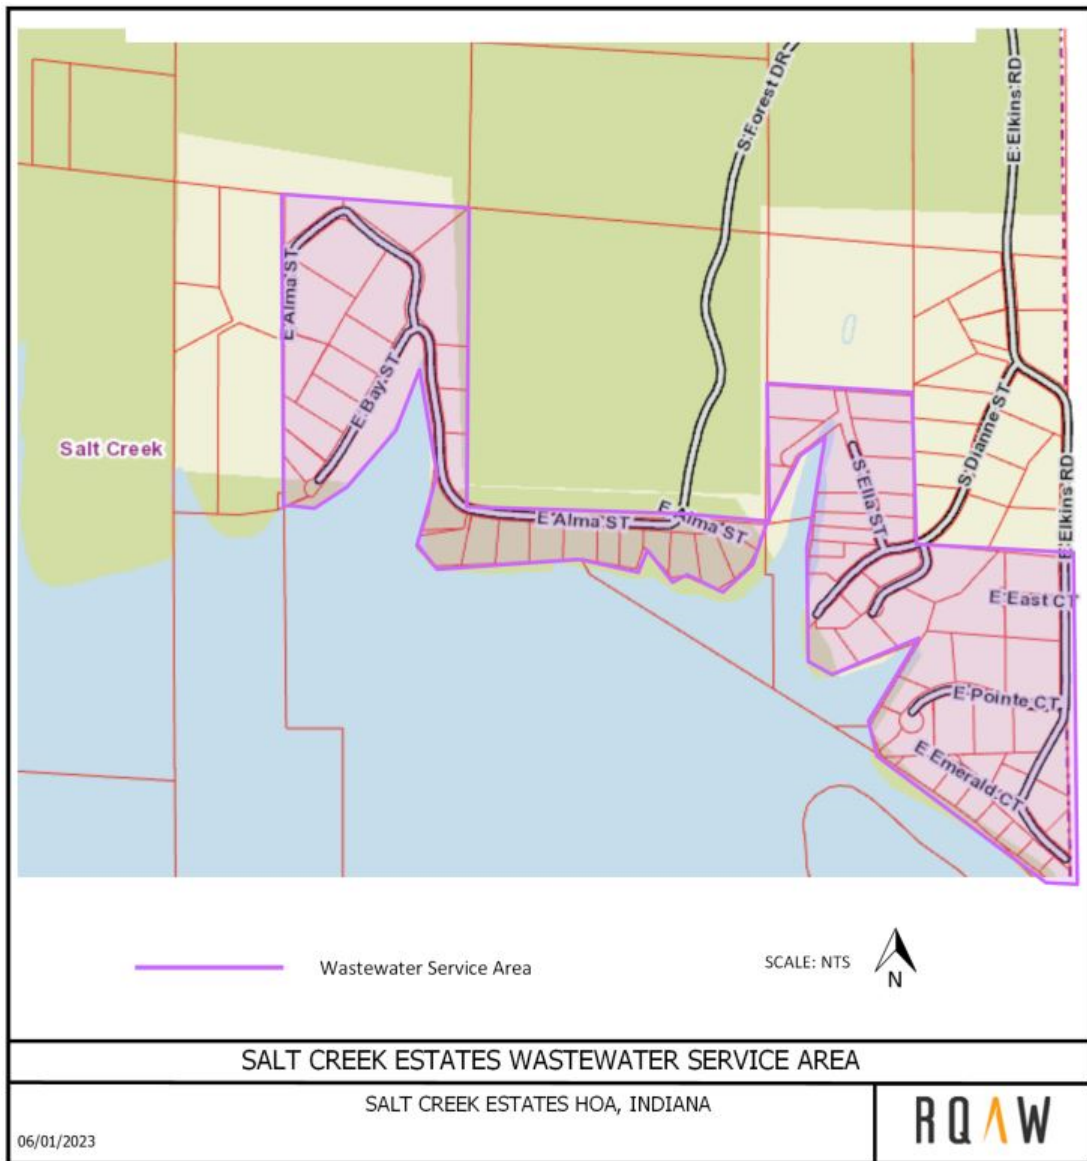 S Forest DR
E Elkins RD
E Alma ST
E Bay ST
Salt Creek
S Dianne ST
S Ella ST
E Elkins RD
E Alma ST
E Alma ST
E East CT
E Pointe CT
E Emerald CT
Wastewater Service Area
SCALE: NTS
N
SALT CREEK ESTATES WASTEWATER SERVICE AREA
SALT CREEK ESTATES HOA, INDIANA
06/01/2023
RQAW